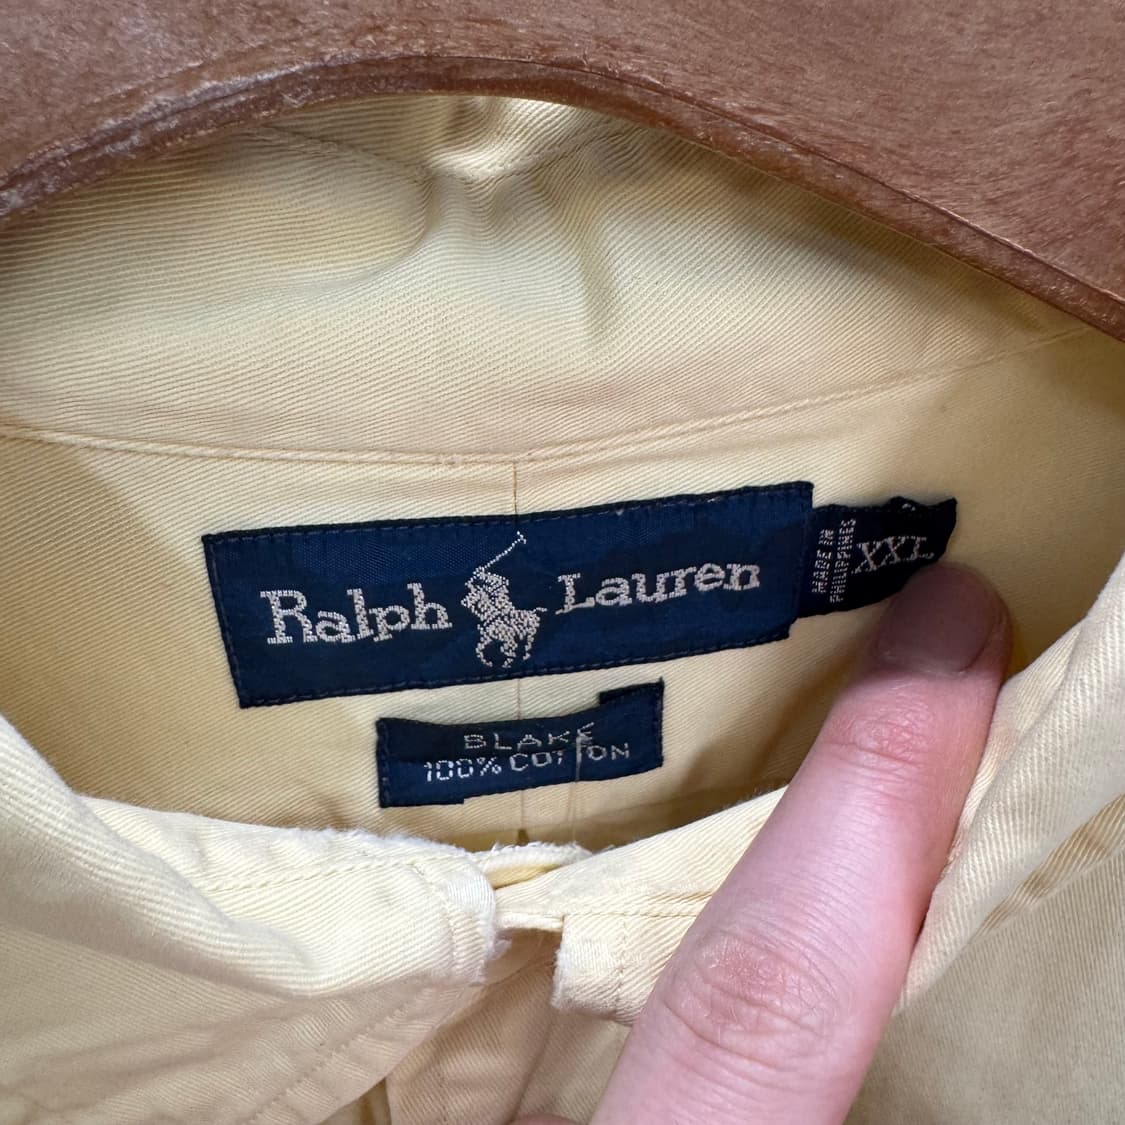 Ralph Lauren
MADE IN
PHILIPPINES
XXL
BLAKE
100% COTTON